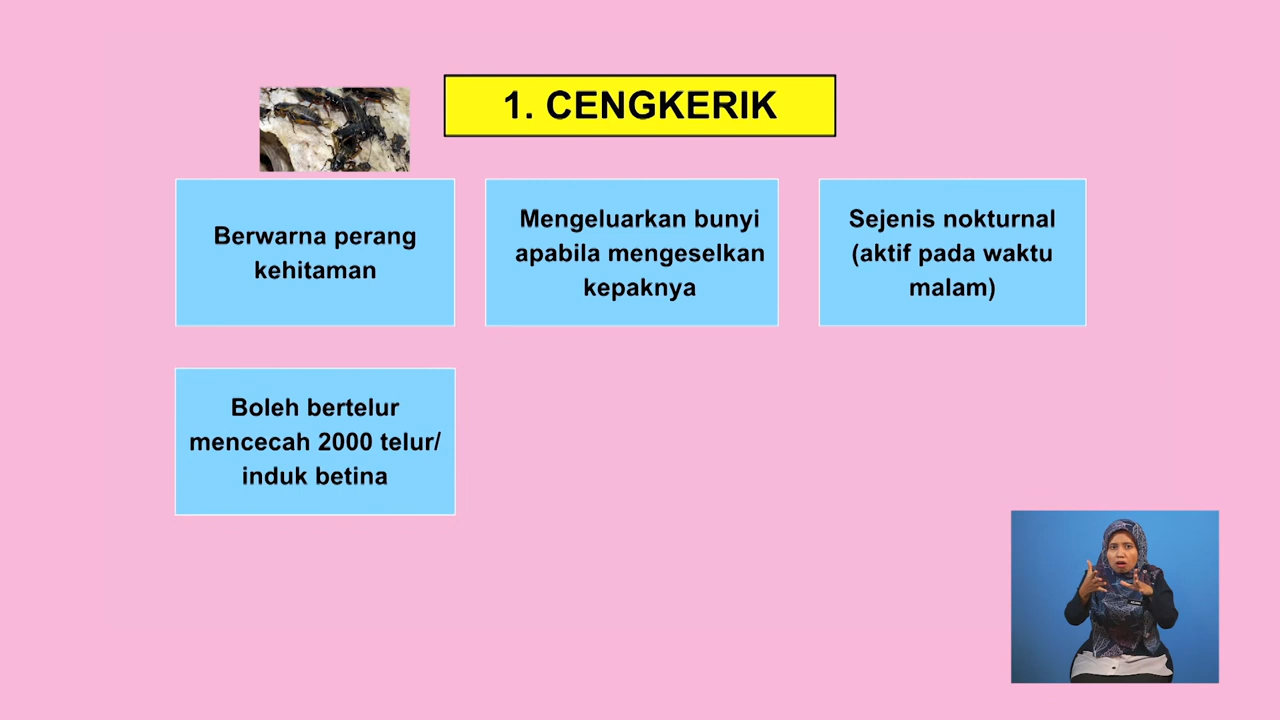 1. CENGKERIK
Berwarna perang
kehitaman
Mengeluarkan bunyi
apabila mengeselkan
kepaknya
Sejenis nokturnal
(aktif pada waktu
malam)
Boleh bertelur
mencecah 2000 telur/
induk betina